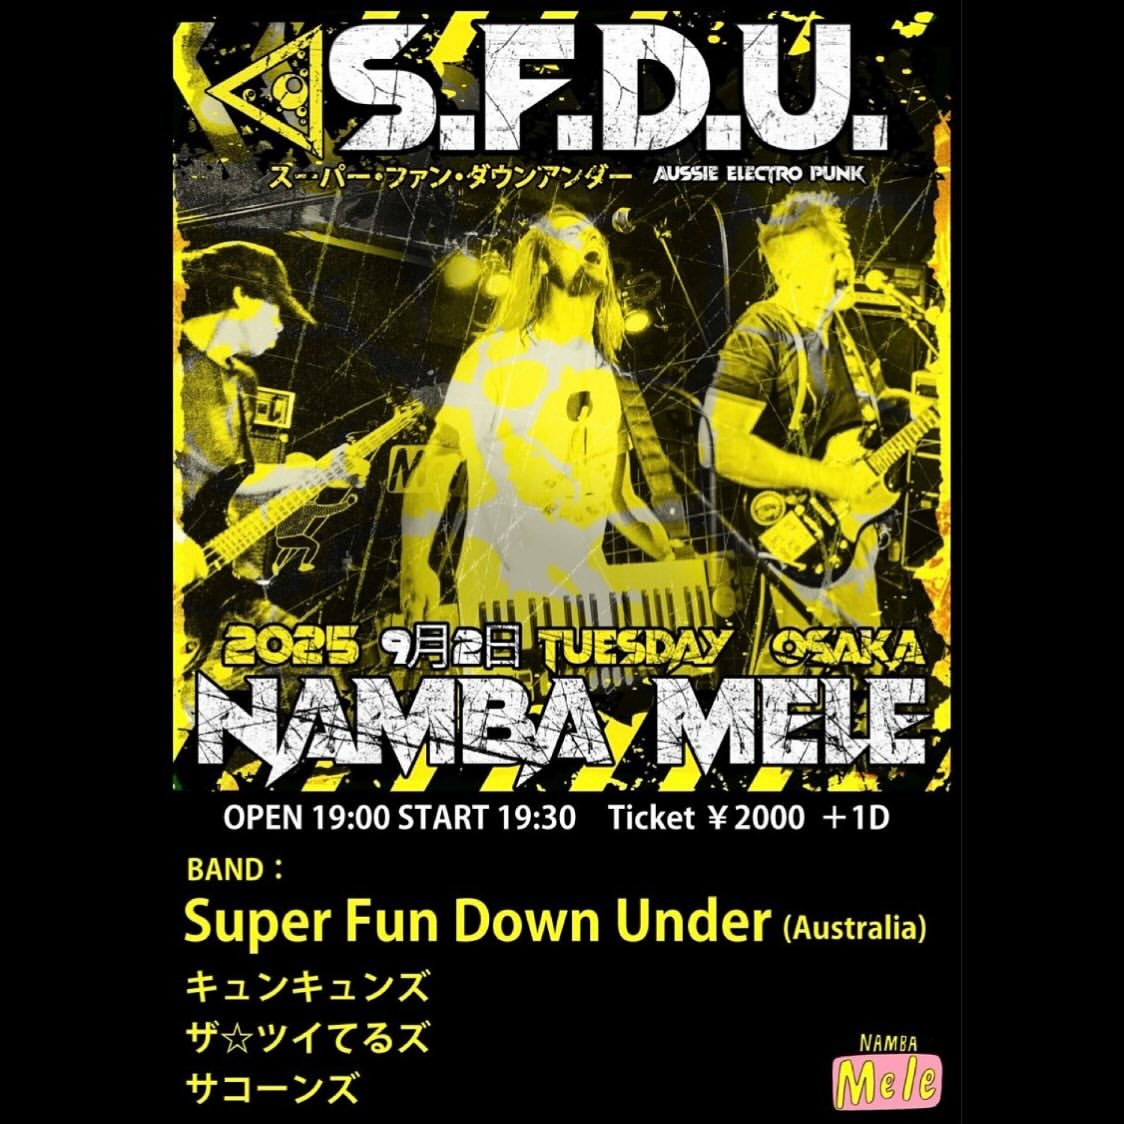 S.F.D.U.
スーパー・ファン・ダウンアンダー AUSSIE ELECTRO PUNK
2025 9月2日 TUESDAY OSAKA
NAMBA MELE
OPEN 19:00 START 19:30 Ticket ￥2000 ＋1D
BAND：
Super Fun Down Under (Australia)
キュンキュンズ
ザ☆ツイてるズ
サコーンズ
NAMBA
Mele